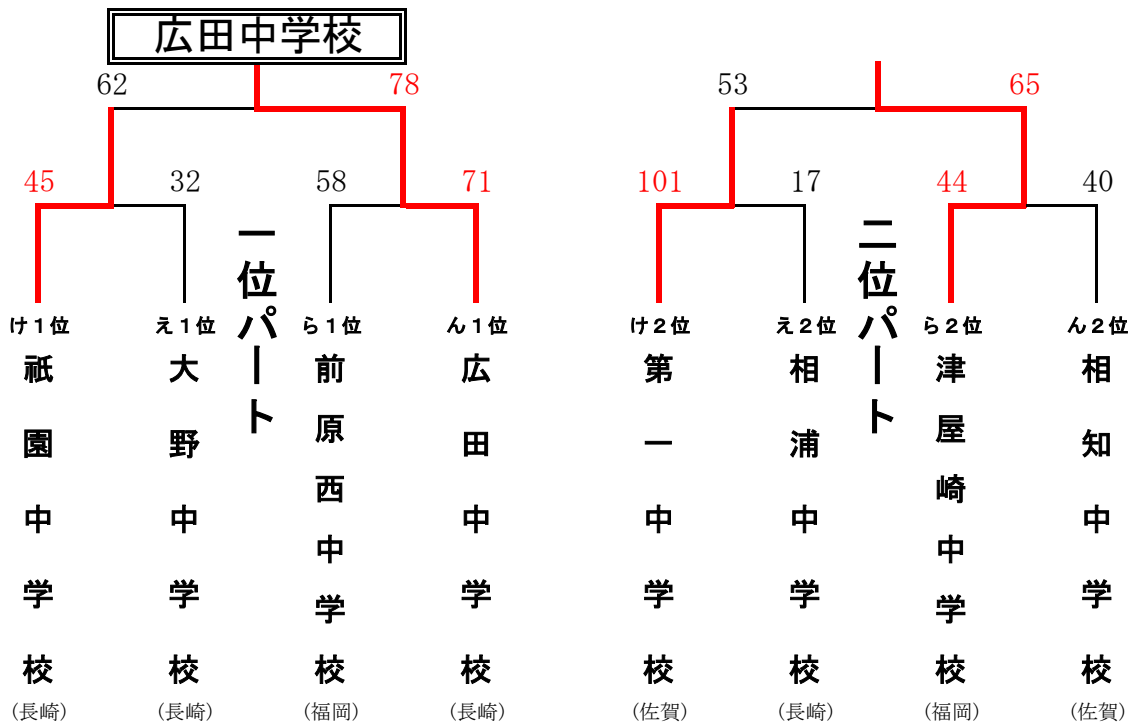 広田中学校
62
78
53
65
45
32
58
71
101
17
44
40
一位パート
二位パート
け1位
え1位
ら1位
ん1位
け2位
え2位
ら2位
ん2位
祇園中学校
大野中学校
前原西中学校
広田中学校
第一中学校
相浦中学校
津屋崎中学校
相知中学校
(長崎)
(長崎)
(福岡)
(長崎)
(佐賀)
(長崎)
(福岡)
(佐賀)